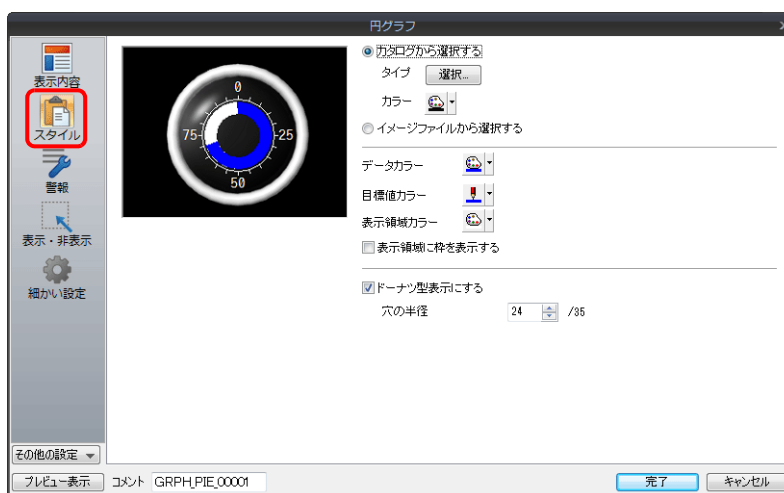 円グラフ
表示内容
スタイル
警報
表示・非表示
細かい設定
その他の設定
0
75
25
50
カタログから選択する
タイプ 選択...
カラー
イメージファイルから選択する
データカラー
目標値カラー
表示領域カラー
表示領域に枠を表示する
ドーナツ型表示にする
穴の半径 24 /35
プレビュー表示 コメント GRPH_PIE_00001 完了 キャンセル